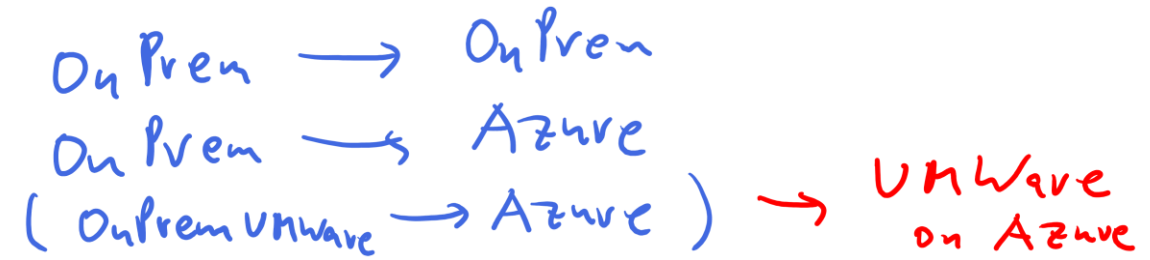 OnPrem → OnPrem
OnPrem → Azure
(OnPrem VMWare → Azure) → VMWare
on Azure